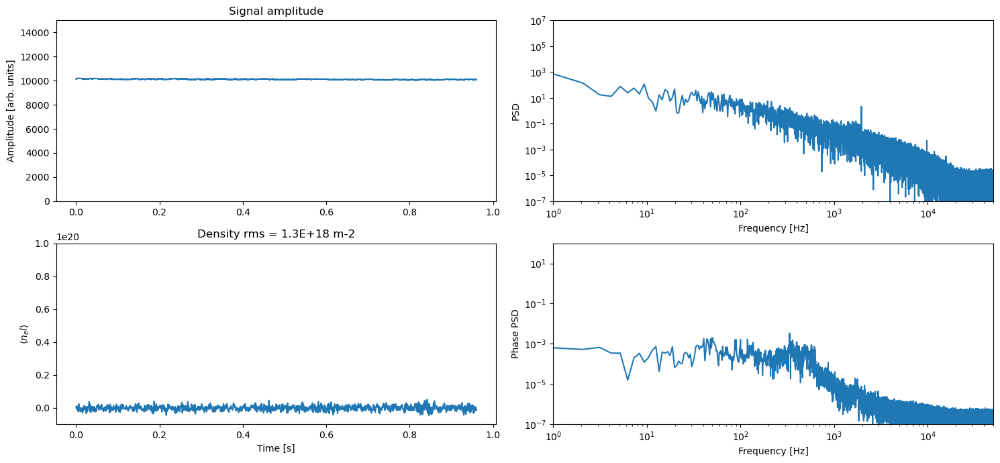 Signal amplitude
Amplitude [arb. units]
14000
12000
10000
8000
6000
4000
2000
0
0.0 0.2 0.4 0.6 0.8 1.0
PSD
10^7
10^5
10^3
10^1
10^-1
10^-3
10^-5
10^-7
10^0 10^1 10^2 10^3 10^4
Frequency [Hz]
1e20
Density rms = 1.3E+18 m-2
⟨n_e l⟩
1.0
0.8
0.6
0.4
0.2
0.0
0.0 0.2 0.4 0.6 0.8 1.0
Time [s]
Phase PSD
10^1
10^-1
10^-3
10^-5
10^-7
10^0 10^1 10^2 10^3 10^4
Frequency [Hz]